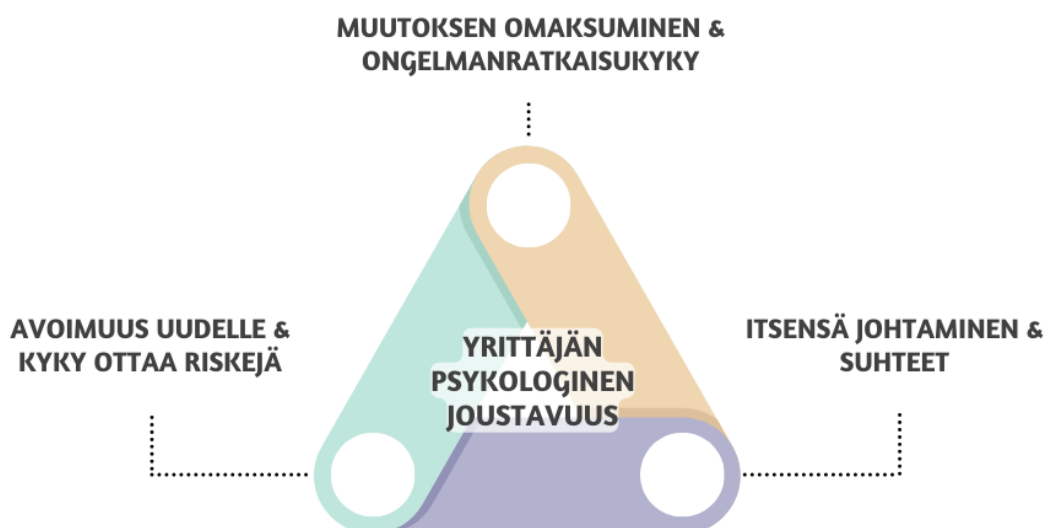 MUUTOKSEN OMAKSUMINEN &
ONGELMANRATKAISUKYKY
AVOIMUUS UUDELLE &
KYKY OTTAA RISKEJÄ
YRITTÄJÄN
PSYKOLOGINEN
JOUSTAVUUS
ITSENSÄ JOHTAMINEN &
SUHTEET